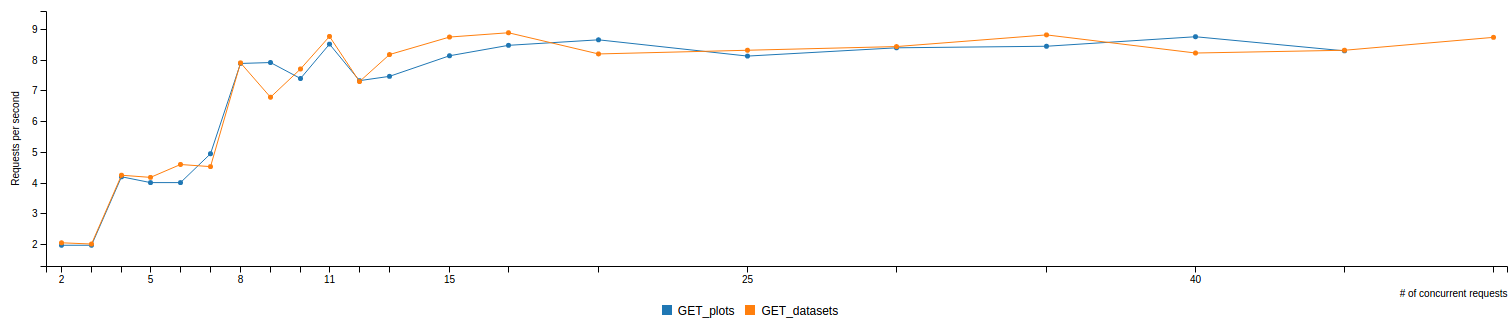 9
8
7
6
5
4
3
2
Requests per second
2 5 8 11 15 25 40
# of concurrent requests
GET_plots GET_datasets